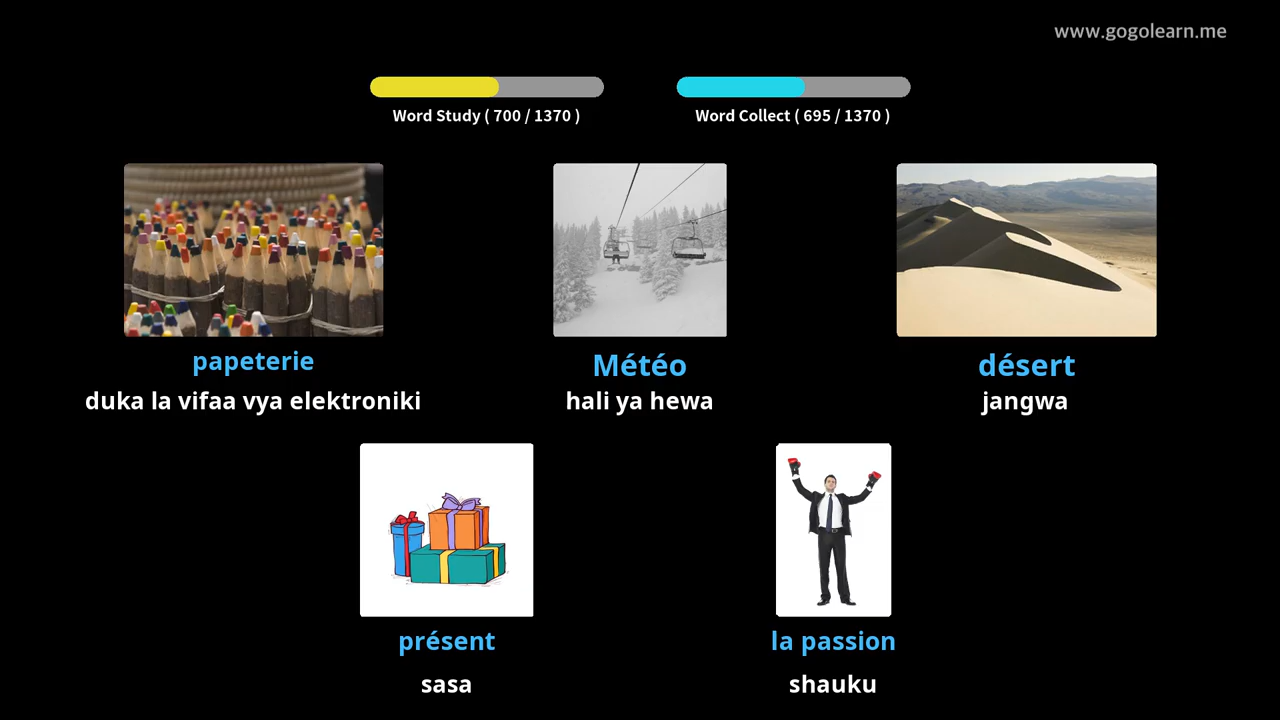 www.gogolearn.me
Word Study ( 700 / 1370 )
Word Collect ( 695 / 1370 )
papeterie
duka la vifaa vya elektroniki
Météo
hali ya hewa
désert
jangwa
présent
sasa
la passion
shauku